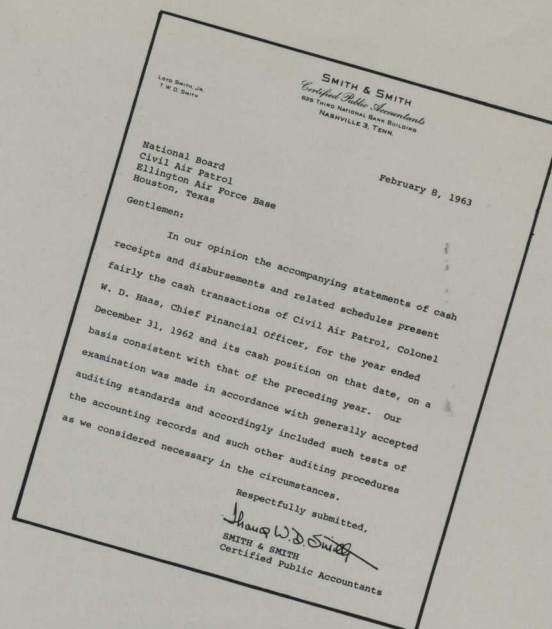 LOYD SMITH, JR.
T. W. D. SMITH
SMITH & SMITH
Certified Public Accountants
625 THIRD NATIONAL BANK BUILDING
NASHVILLE 3, TENN.
February 8, 1963
National Board
Civil Air Patrol
Ellington Air Force Base
Houston, Texas
Gentlemen:
In our opinion the accompanying statements of cash
receipts and disbursements and related schedules present
fairly the cash transactions of Civil Air Patrol, Colonel
W. D. Haas, Chief Financial Officer, for the year ended
December 31, 1962 and its cash position on that date, on a
basis consistent with that of the preceding year. Our
examination was made in accordance with generally accepted
auditing standards and accordingly included such tests of
the accounting records and such other auditing procedures
as we considered necessary in the circumstances.
Respectfully submitted,
W. D. Smith
SMITH & SMITH
Certified Public Accountants